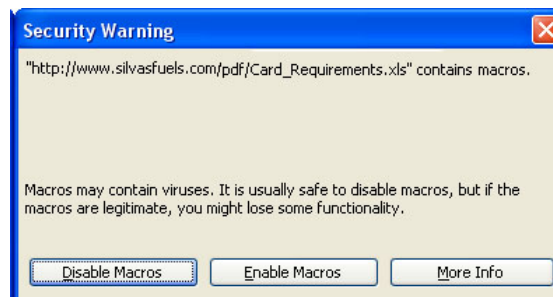 Security Warning
"http://www.silvasfuels.com/pdf/Card_Requirements.xls" contains macros.
Macros may contain viruses. It is usually safe to disable macros, but if the
macros are legitimate, you might lose some functionality.
Disable Macros Enable Macros More Info